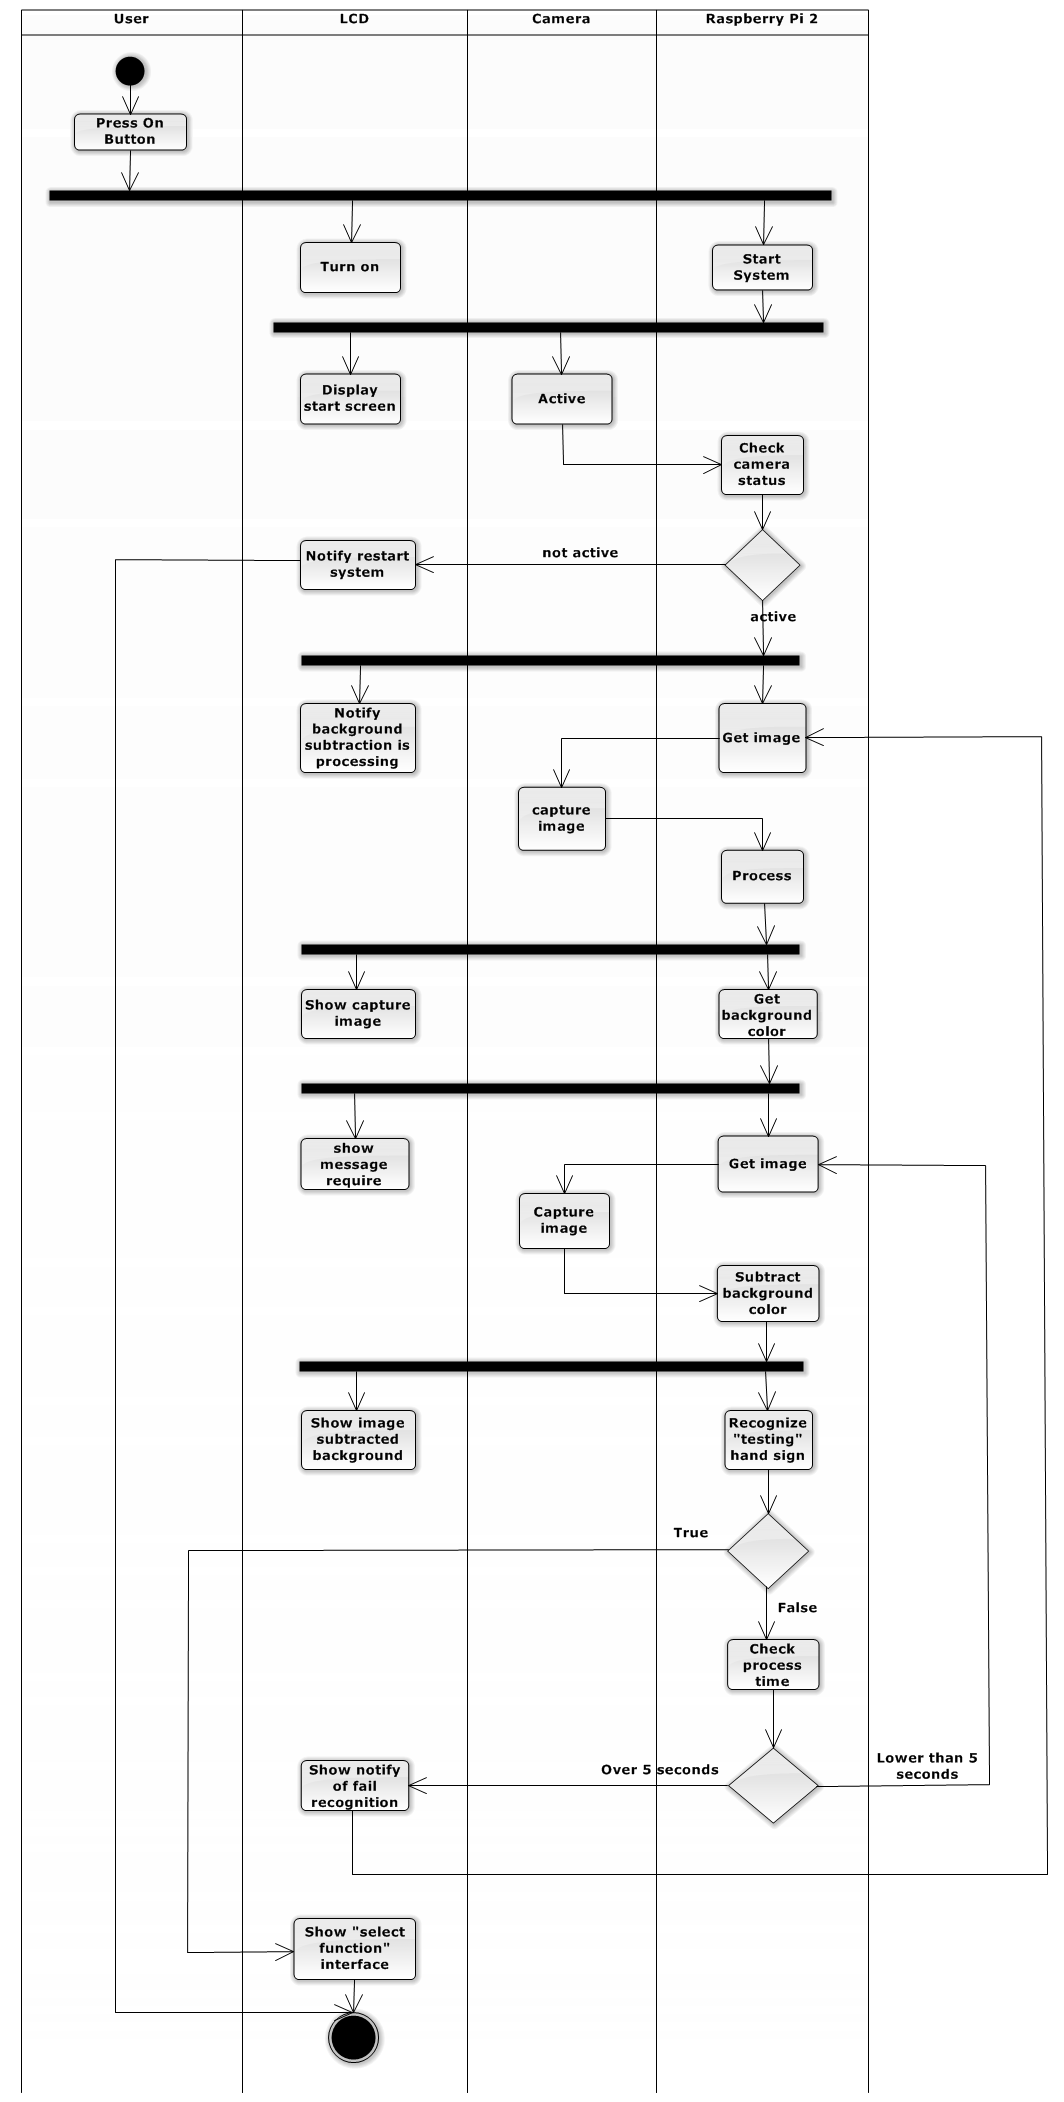 User
LCD
Camera
Raspberry Pi 2
Press On
Button
Turn on
Start
System
Display
start screen
Active
Check
camera
status
not active
Notify restart
system
active
Notify
background
subtraction is
processing
Get image
capture
image
Process
Show capture
image
Get
background
color
show
message
require
Get image
Capture
image
Subtract
background
color
Show image
subtracted
background
Recognize
"testing"
hand sign
True
False
Check
process
time
Over 5 seconds
Lower than 5
seconds
Show notify
of fail
recognition
Show "select
function"
interface